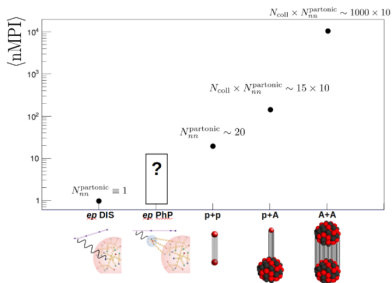 N_coll × N_nn^partonic ∼ 1000 × 10
⟨nMPI⟩
10^4
10^3
N_coll × N_nn^partonic ∼ 15 × 10
10^2
N_nn^partonic ∼ 20
10
?
N_nn^partonic ≡ 1
1
ep DIS ep PhP p+p p+A A+A